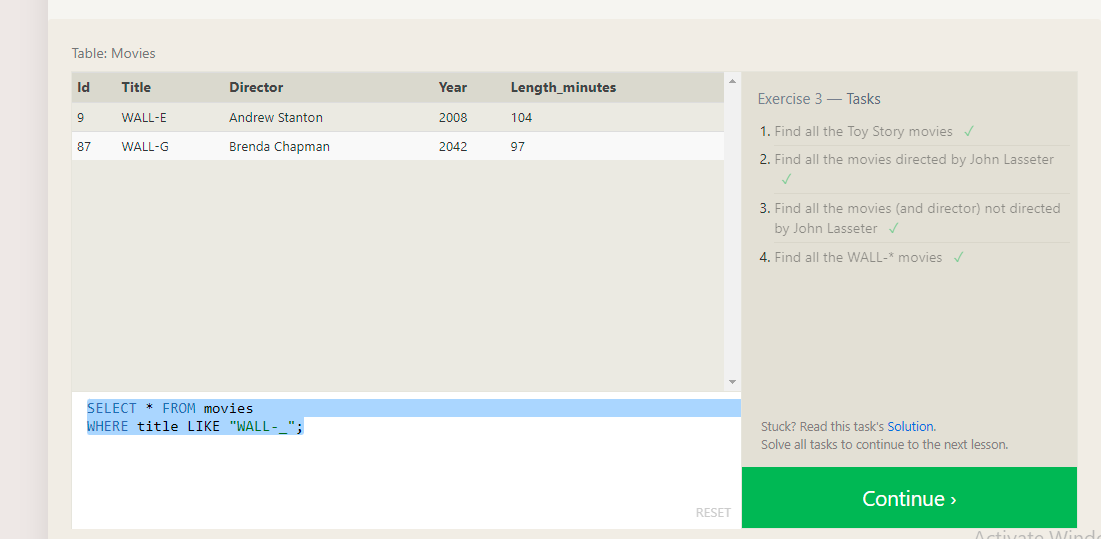 Table: Movies
Id Title Director Year Length_minutes
9 WALL-E Andrew Stanton 2008 104
87 WALL-G Brenda Chapman 2042 97
SELECT * FROM movies
WHERE title LIKE "WALL-_";
RESET
Exercise 3 — Tasks
1. Find all the Toy Story movies ✓
2. Find all the movies directed by John Lasseter
✓
3. Find all the movies (and director) not directed
by John Lasseter ✓
4. Find all the WALL-* movies ✓
Stuck? Read this task's Solution.
Solve all tasks to continue to the next lesson.
Continue ›
Activate